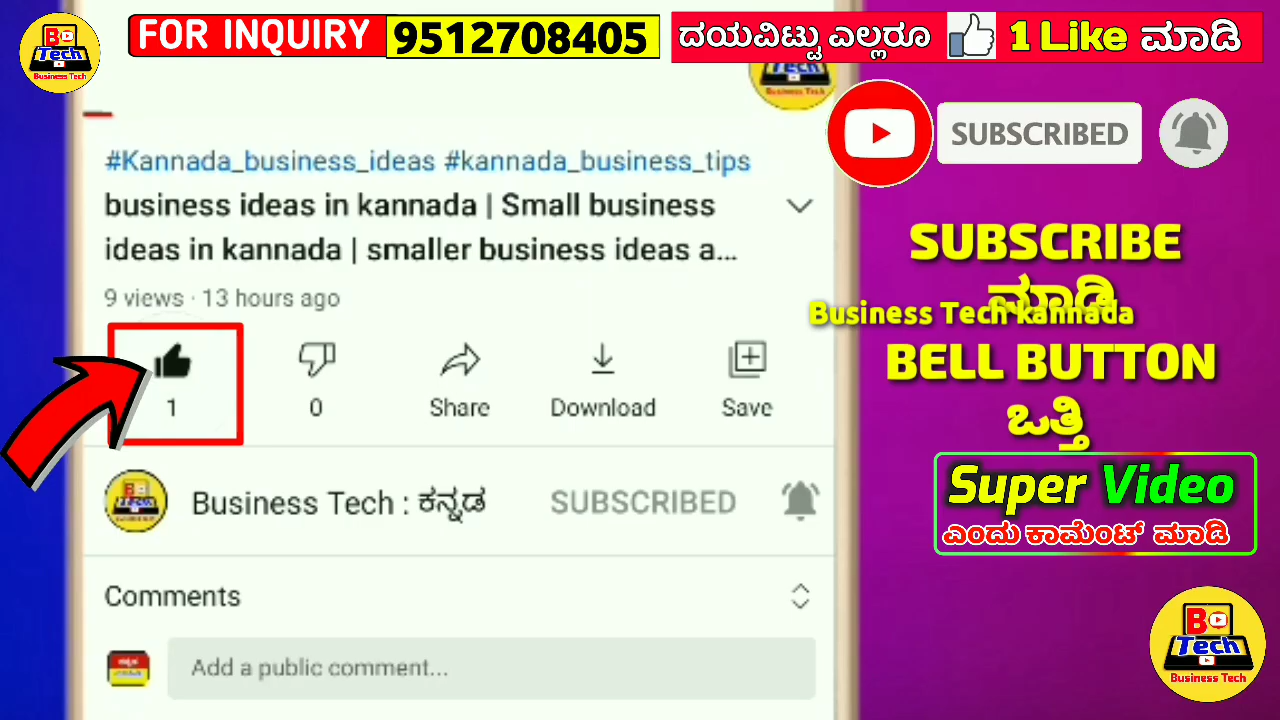 BO
Tech
Business Tech
FOR INQUIRY 9512708405
ದಯವಿಟ್ಟು ಎಲ್ಲರೂ 1 Like ಮಾಡಿ
Tech
Business Tech
SUBSCRIBED
#Kannada_business_ideas #kannada_business_tips
business ideas in kannada | Small business
ideas in kannada | smaller business ideas a...
9 views · 13 hours ago
1
0
Share
Download
Save
Business Tech : ಕನ್ನಡ
SUBSCRIBED
Comments
Add a public comment...
SUBSCRIBE
ಮಾಡಿ
Business Tech kannada
BELL BUTTON
ಒತ್ತಿ
Super Video
ಎಂದು ಕಾಮೆಂಟ್ ಮಾಡಿ
B
Tech
Business Tech